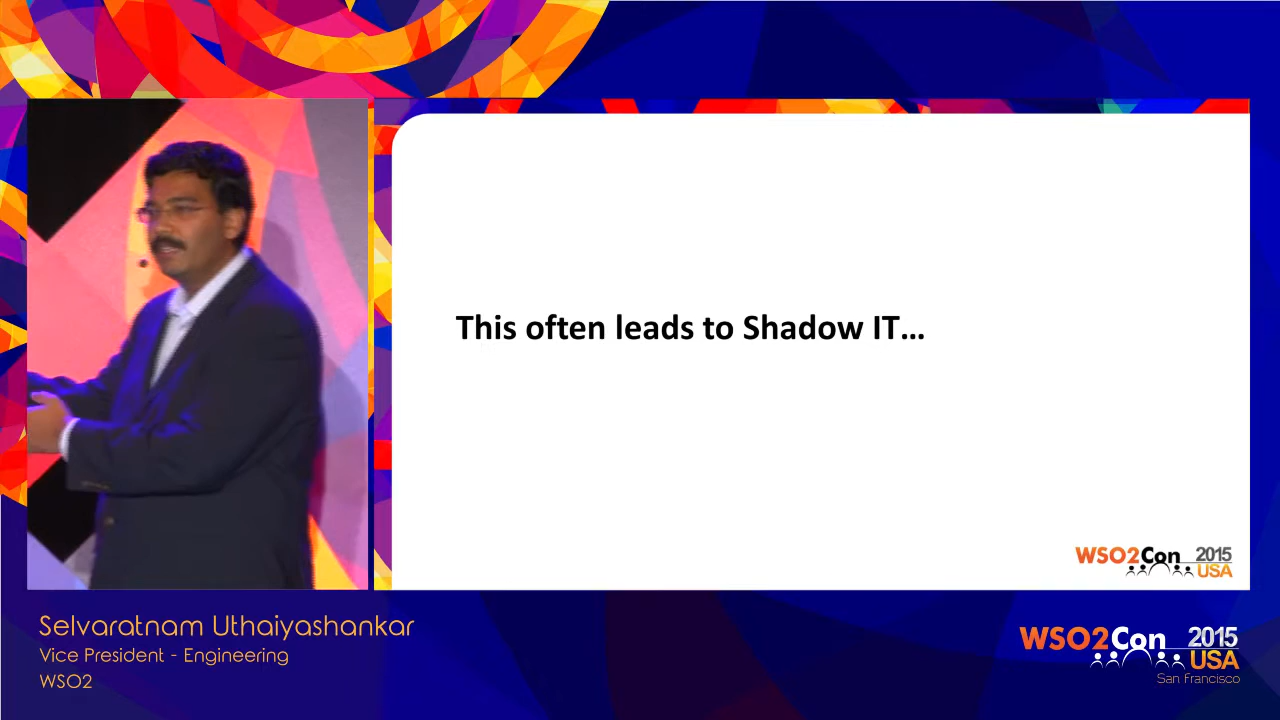 This often leads to Shadow IT...
WSO2Con 2015
USA
Selvaratnam Uthaiyashankar
Vice President - Engineering
WSO2
WSO2Con 2015
USA
San Francisco